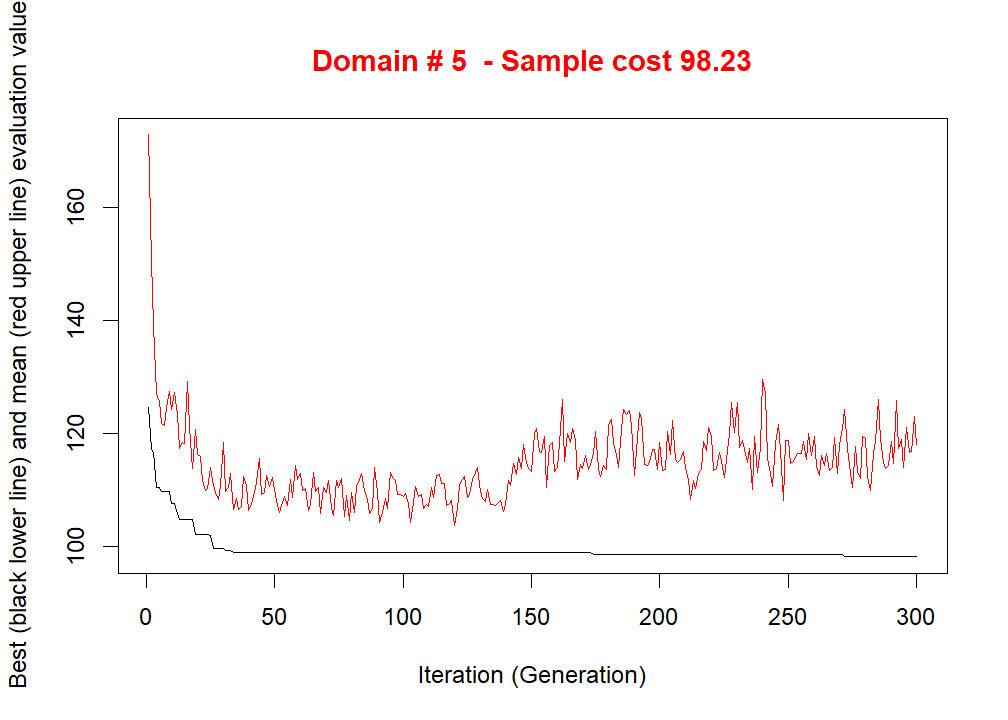 Domain # 5  - Sample cost 98.23
Best (black lower line) and mean (red upper line) evaluation value
160
140
120
100
0 50 100 150 200 250 300
Iteration (Generation)